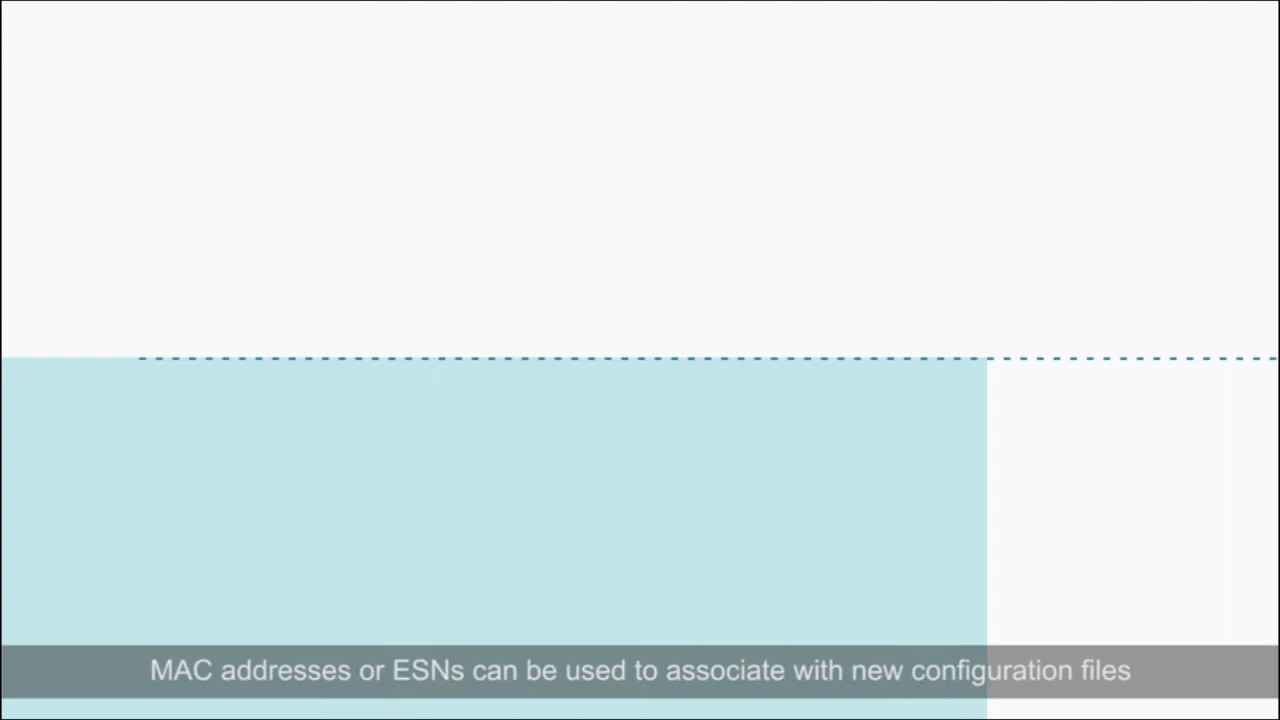 MAC addresses or ESNs can be used to associate with new configuration files